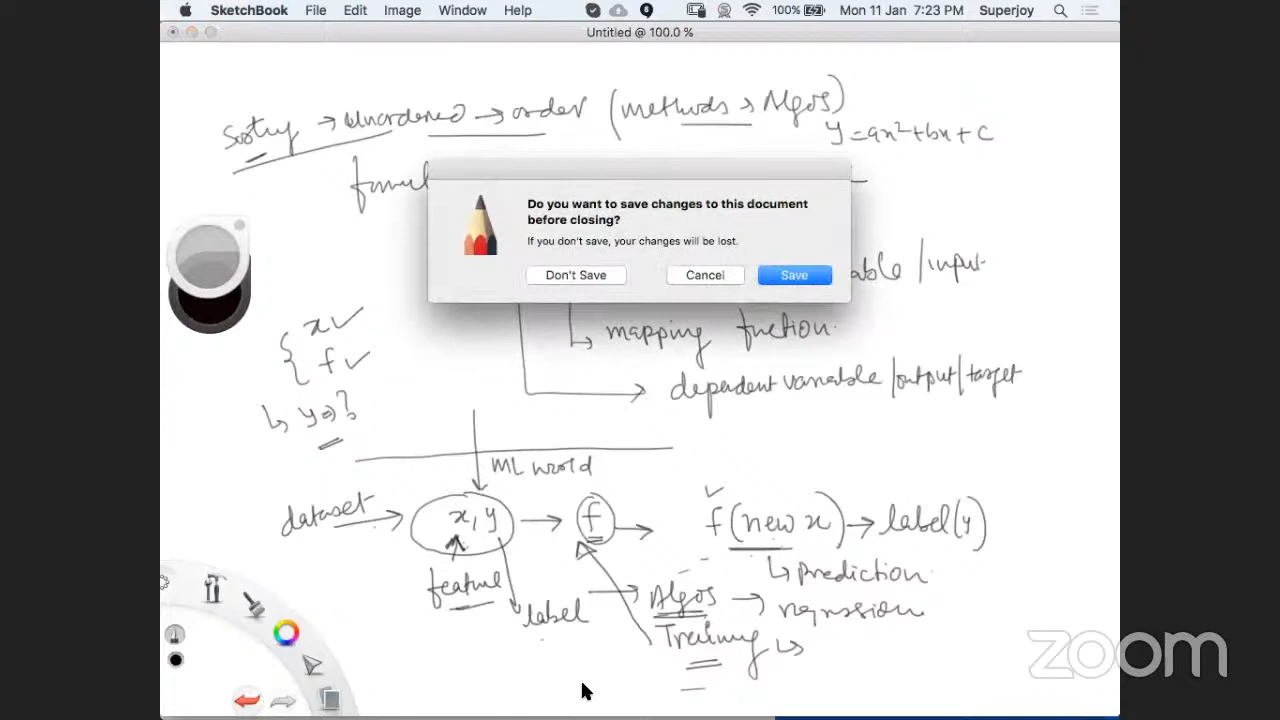 SketchBook File Edit Image Window Help 100% Mon 11 Jan 7:23 PM Superjoy
Untitled @ 100.0 %
→ Unordered → order (methods → Algos)
y = ax² + bx + c
Do you want to save changes to this document
before closing?
If you don't save, your changes will be lost.
Don't Save Cancel Save
able / input
x ✓
f ✓
↳ y ⇒ ?
↳ mapping function
→ dependent variable / output / target
ML world
dataset → x, y → f → f (new x) → label (y)
↳ prediction
feature
label → Algos → regression
Training ↳
zoom